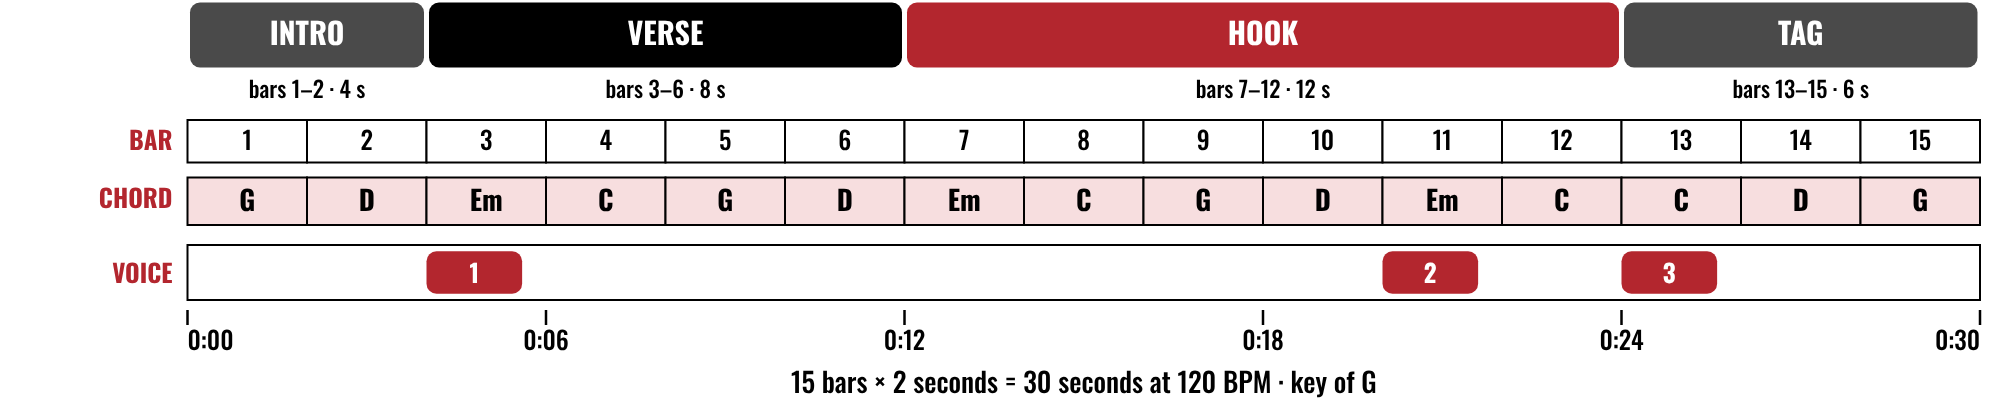 INTRO VERSE HOOK TAG
bars 1–2 · 4 s bars 3–6 · 8 s bars 7–12 · 12 s bars 13–15 · 6 s
BAR 1 2 3 4 5 6 7 8 9 10 11 12 13 14 15
CHORD G D Em C G D Em C G D Em C C D G
VOICE 1 2 3
0:00 0:06 0:12 0:18 0:24 0:30
15 bars × 2 seconds = 30 seconds at 120 BPM · key of G